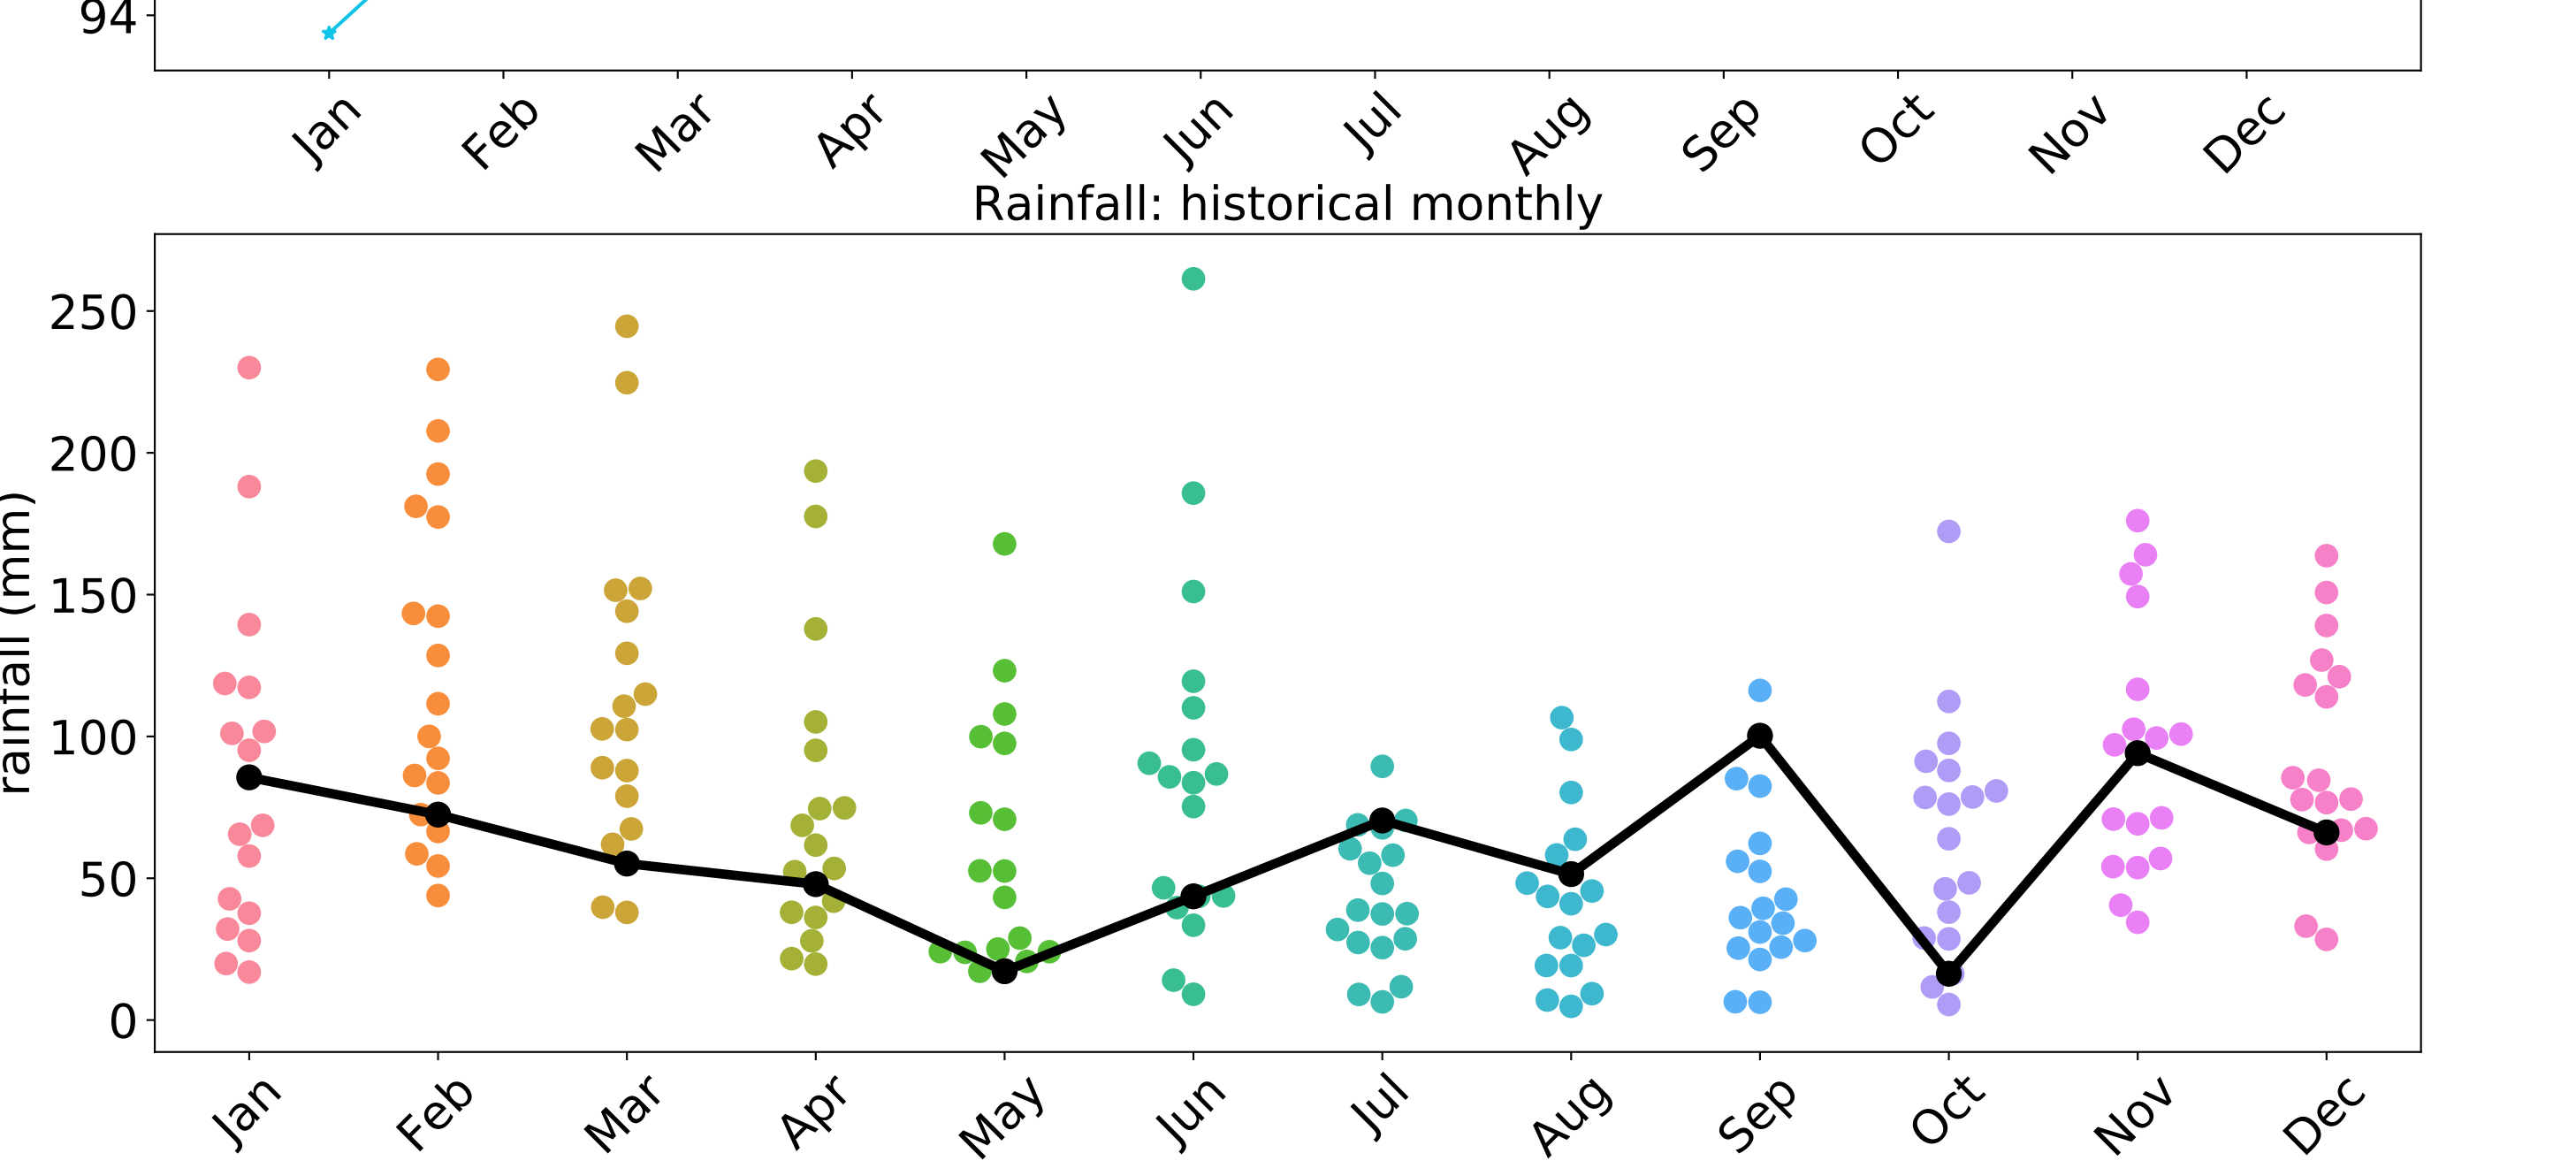 94
Jan Feb Mar Apr May Jun Jul Aug Sep Oct Nov Dec
Rainfall: historical monthly
rainfall (mm)
250
200
150
100
50
0
Jan Feb Mar Apr May Jun Jul Aug Sep Oct Nov Dec